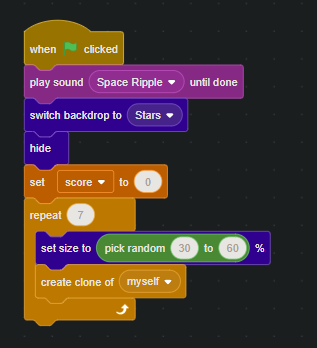 when clicked
play sound Space Ripple until done
switch backdrop to Stars
hide
set score to 0
repeat 7
set size to pick random 30 to 60 %
create clone of myself